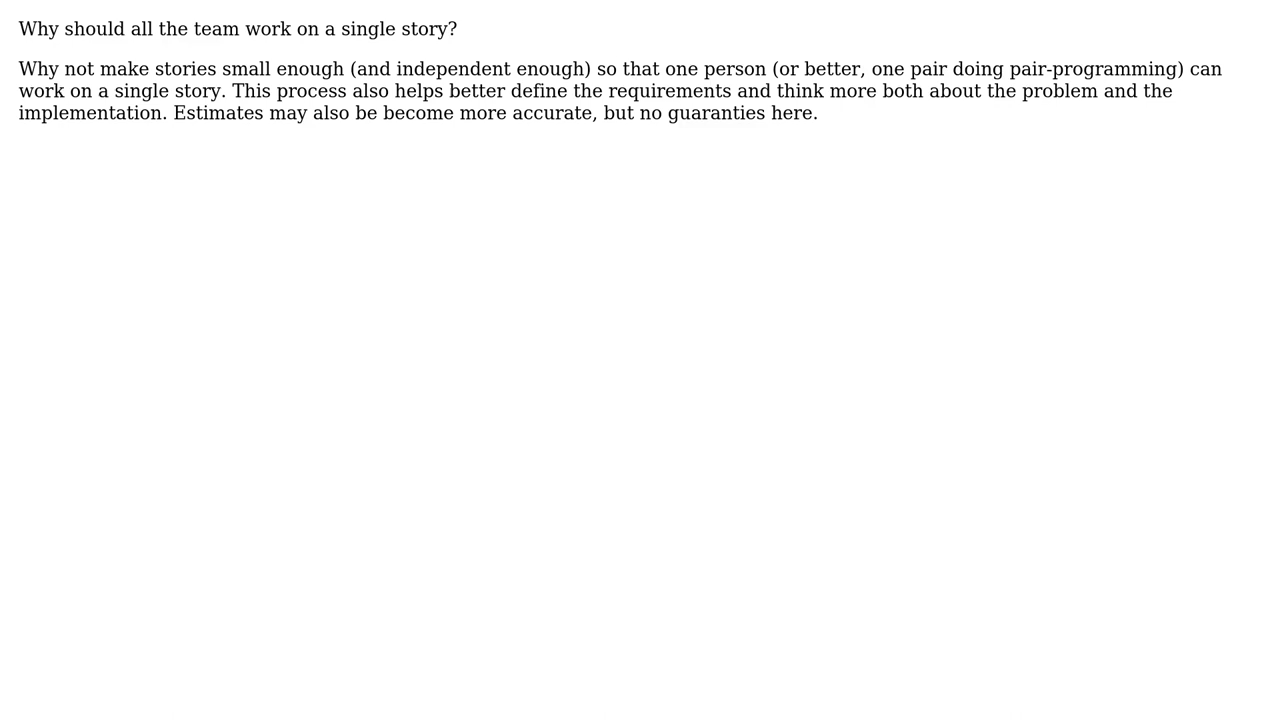 Why should all the team work on a single story?
Why not make stories small enough (and independent enough) so that one person (or better, one pair doing pair-programming) can
work on a single story. This process also helps better define the requirements and think more both about the problem and the
implementation. Estimates may also be become more accurate, but no guaranties here.